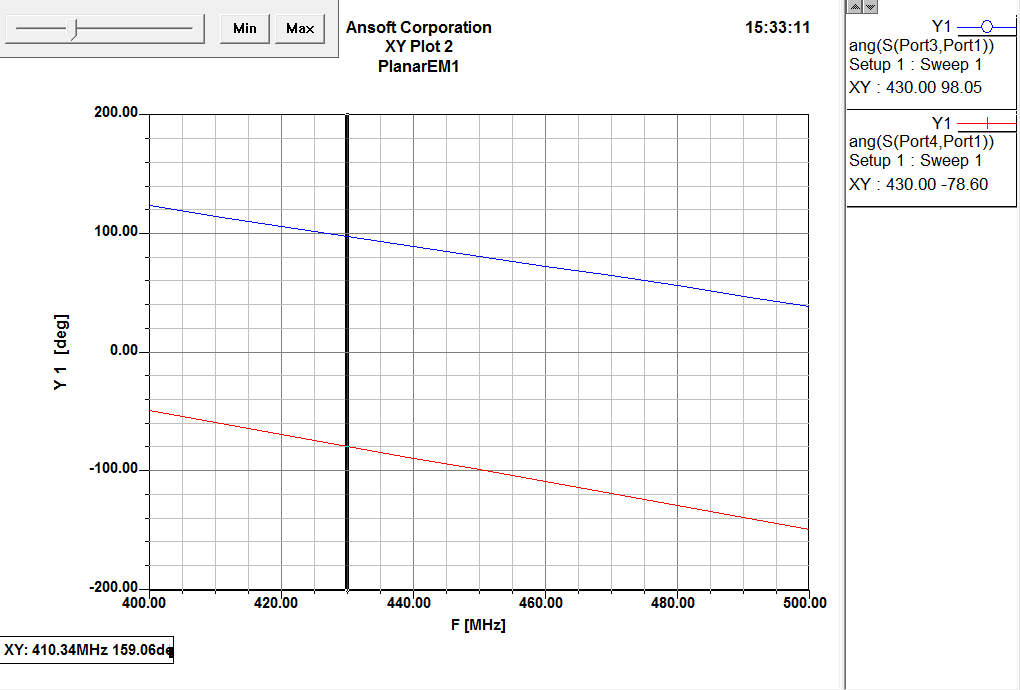 Min Max
Ansoft Corporation
15:33:11
XY Plot 2
PlanarEM1
Y1
ang(S(Port3,Port1))
Setup 1 : Sweep 1
XY : 430.00 98.05
Y1
ang(S(Port4,Port1))
Setup 1 : Sweep 1
XY : 430.00 -78.60
200.00
100.00
0.00
-100.00
-200.00
Y 1 [deg]
400.00 420.00 440.00 460.00 480.00 500.00
F [MHz]
XY: 410.34MHz 159.06de